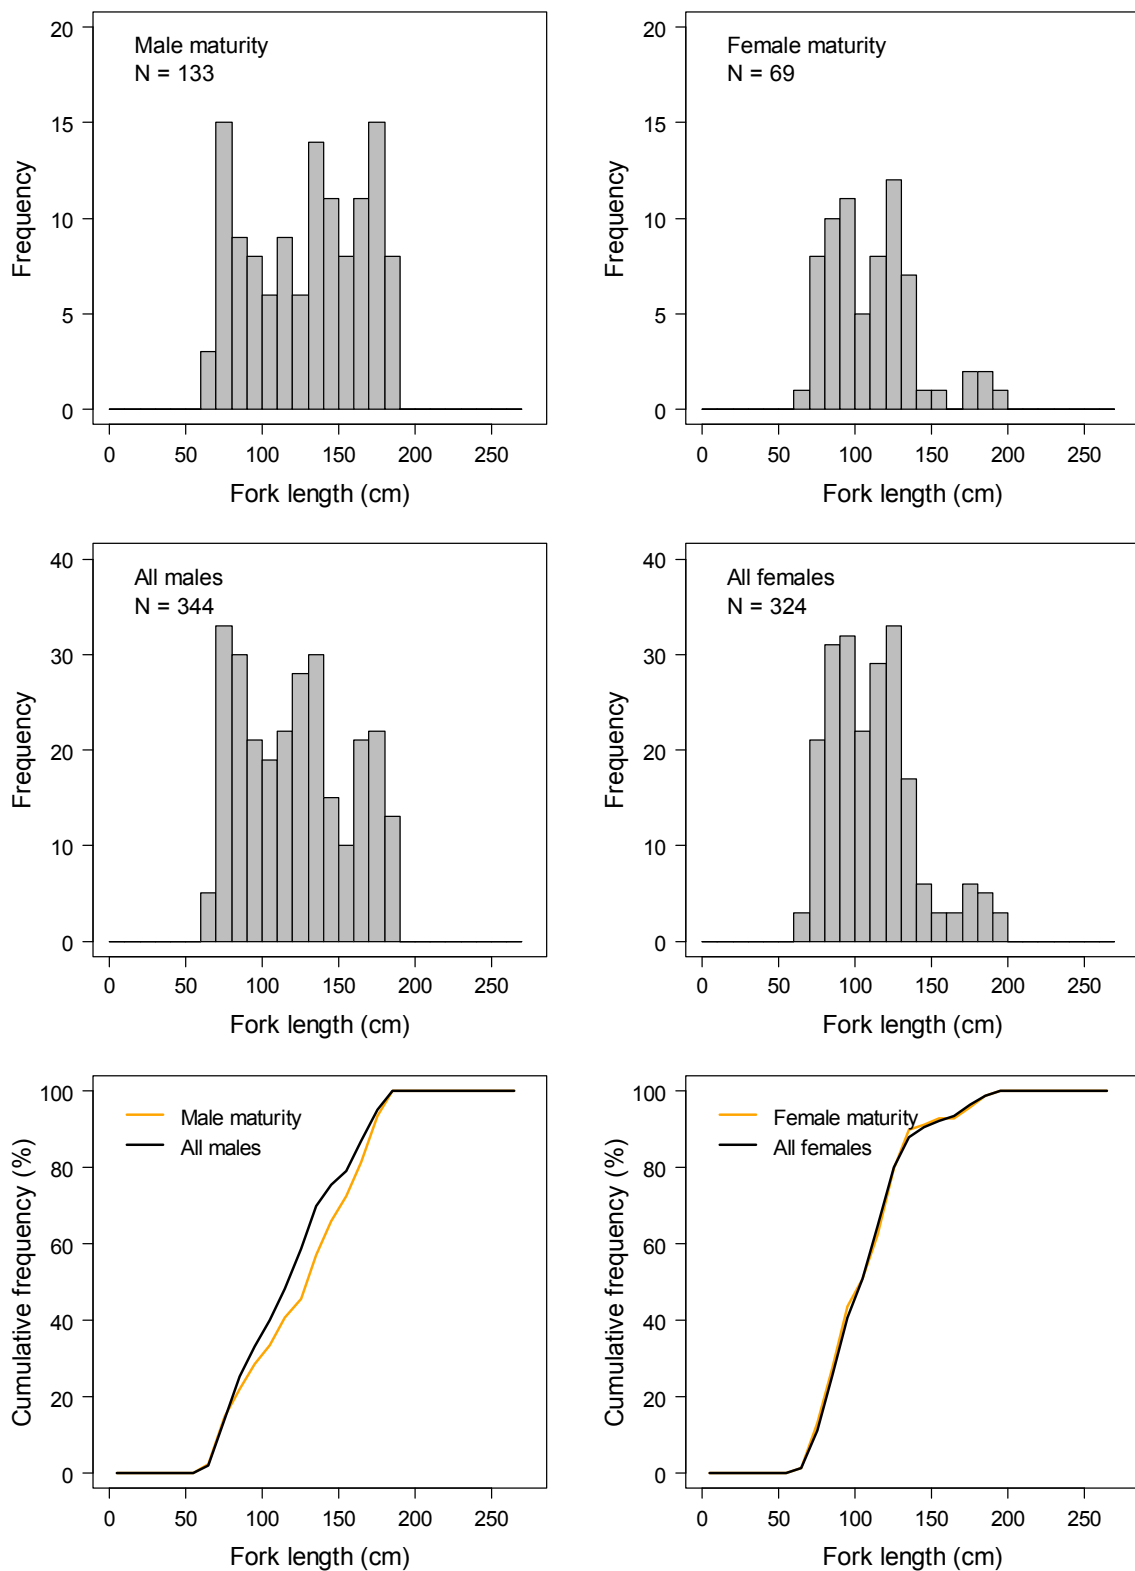 Male maturity
N = 133
20
15
10
5
0
Frequency
0 50 100 150 200 250
Fork length (cm)
Female maturity
N = 69
20
15
10
5
0
Frequency
0 50 100 150 200 250
Fork length (cm)
All males
N = 344
40
30
20
10
0
Frequency
0 50 100 150 200 250
Fork length (cm)
All females
N = 324
40
30
20
10
0
Frequency
0 50 100 150 200 250
Fork length (cm)
Male maturity
All males
100
80
60
40
20
0
Cumulative frequency (%)
0 50 100 150 200 250
Fork length (cm)
Female maturity
All females
100
80
60
40
20
0
Cumulative frequency (%)
0 50 100 150 200 250
Fork length (cm)